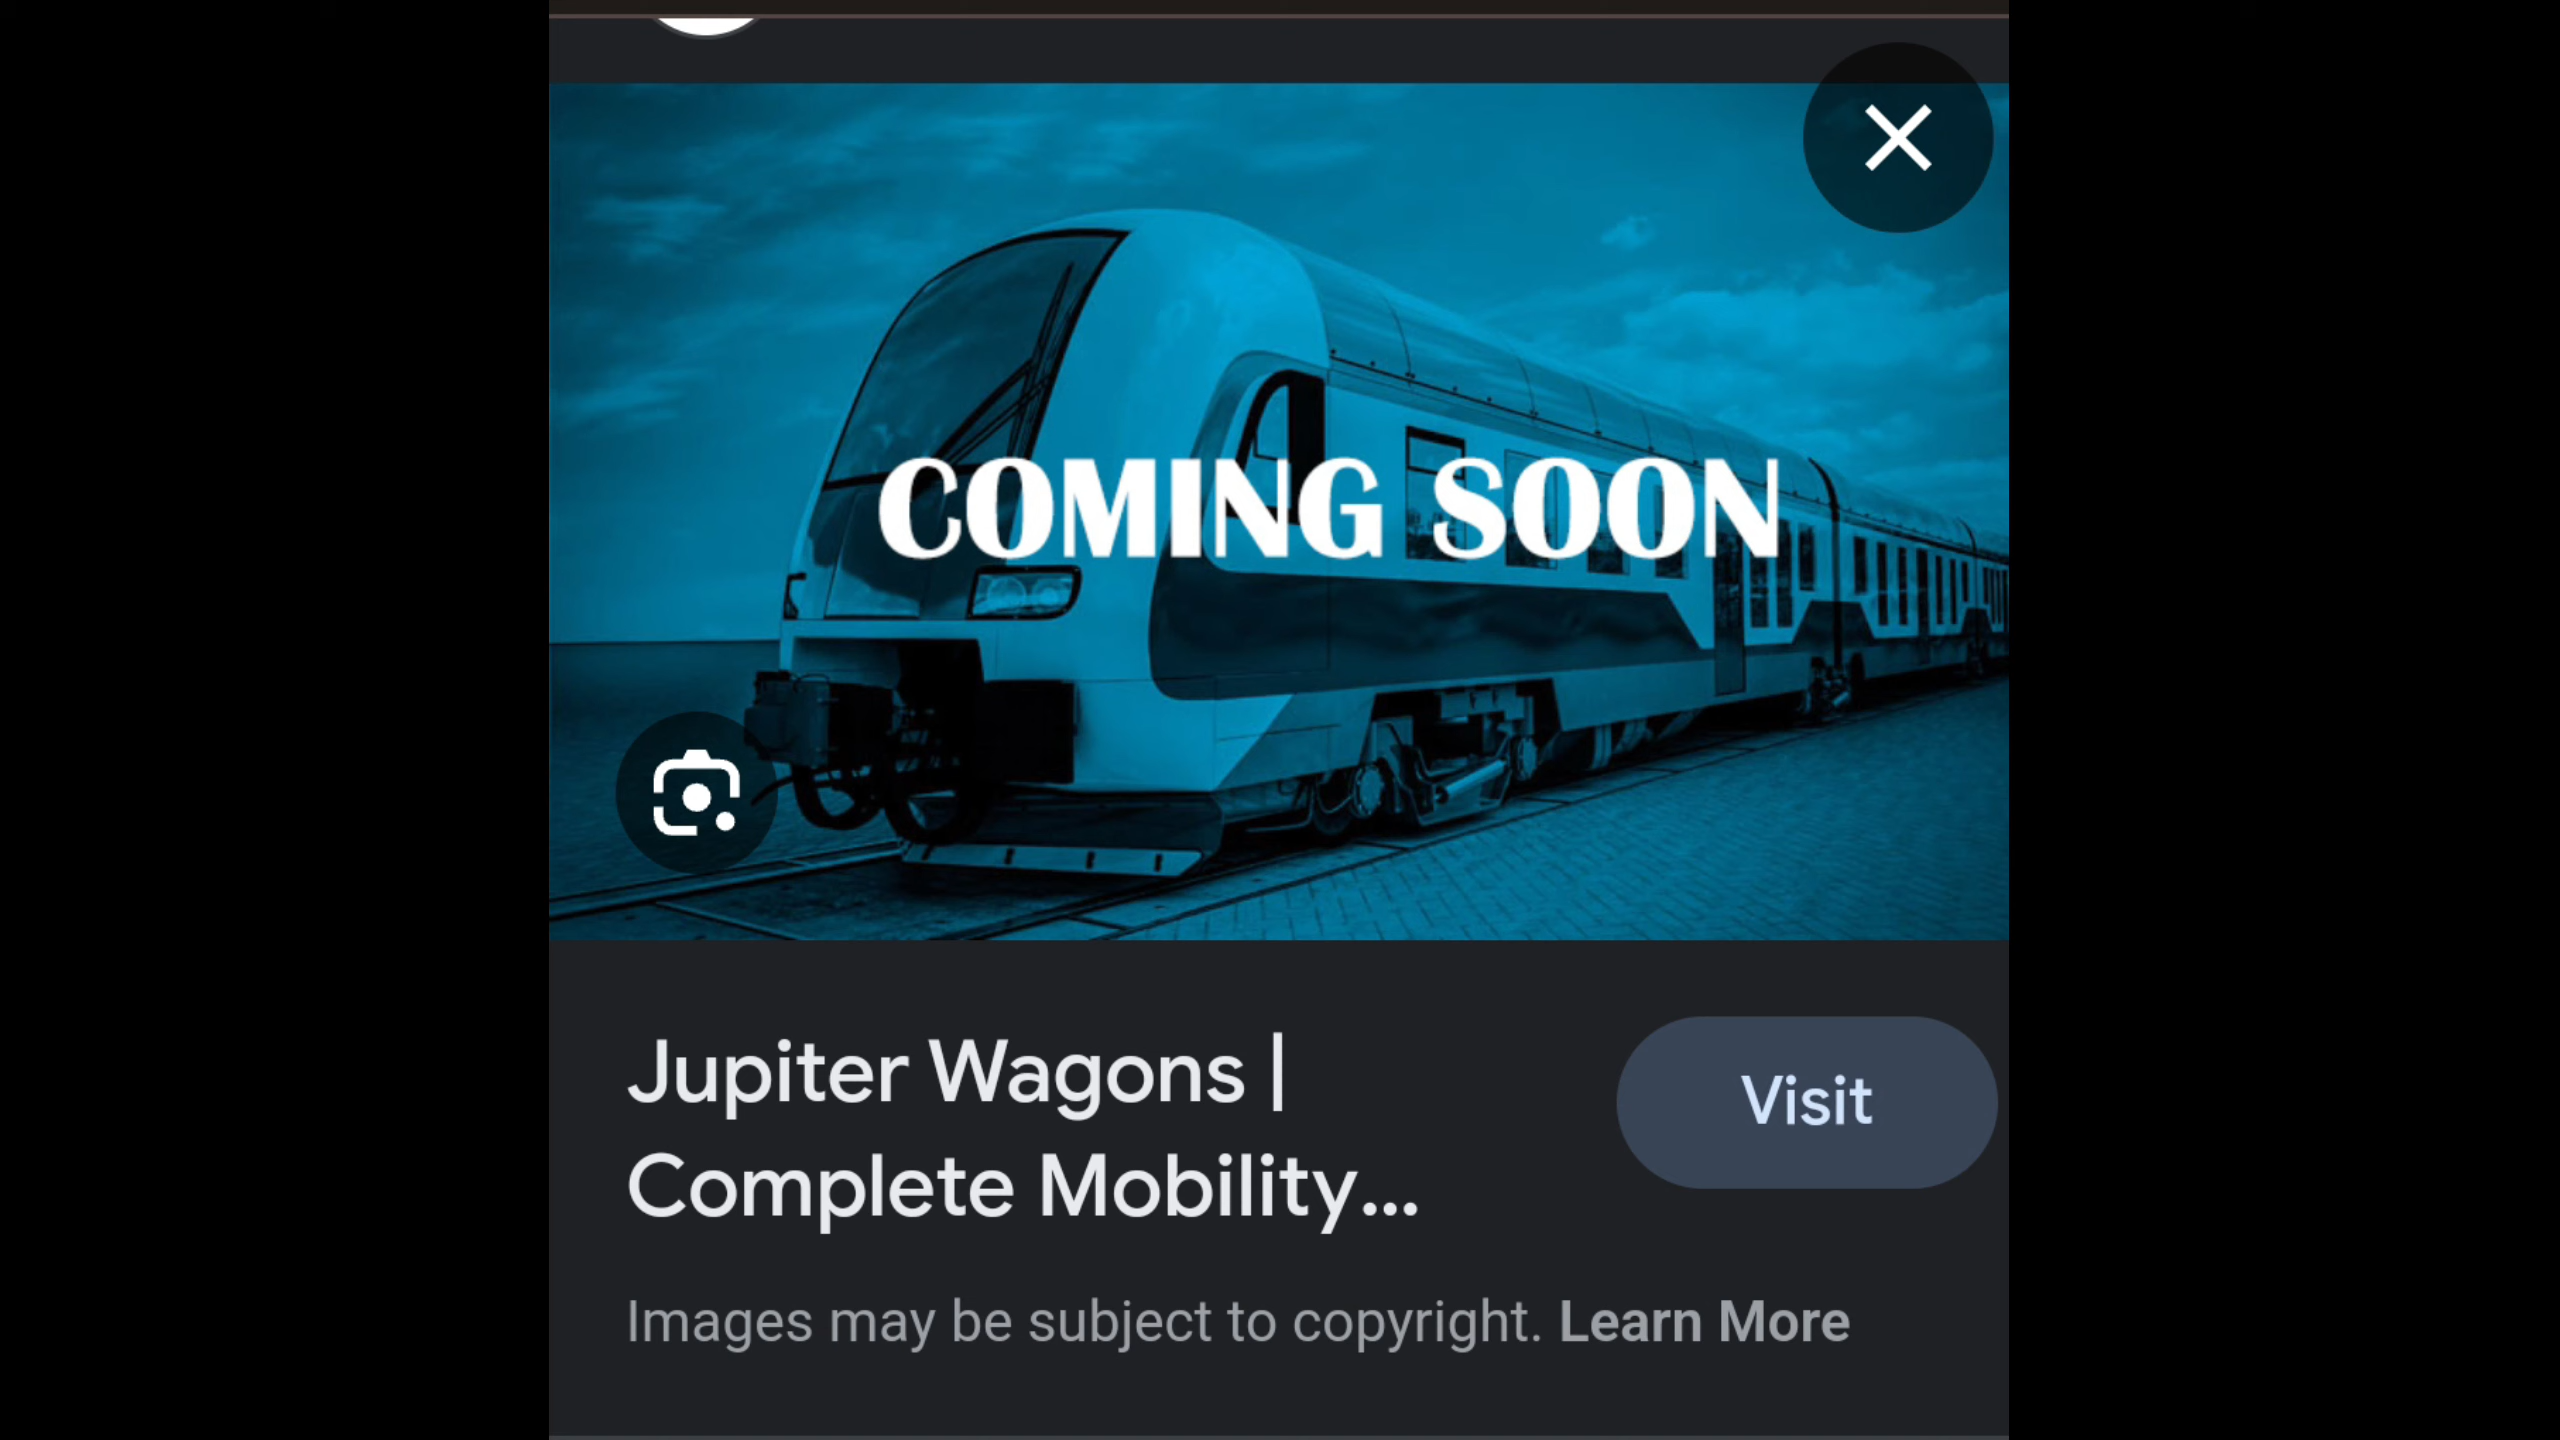 COMING SOON
Jupiter Wagons |
Complete Mobility...
Visit
Images may be subject to copyright. Learn More